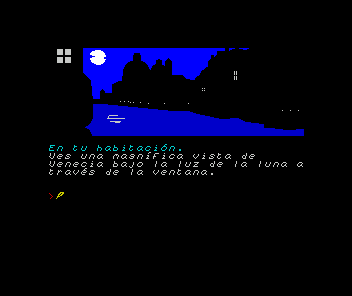 En tu habitación.
Ves una magnífica vista de
Venecia bajo la luz de la luna a
través de la ventana.
>